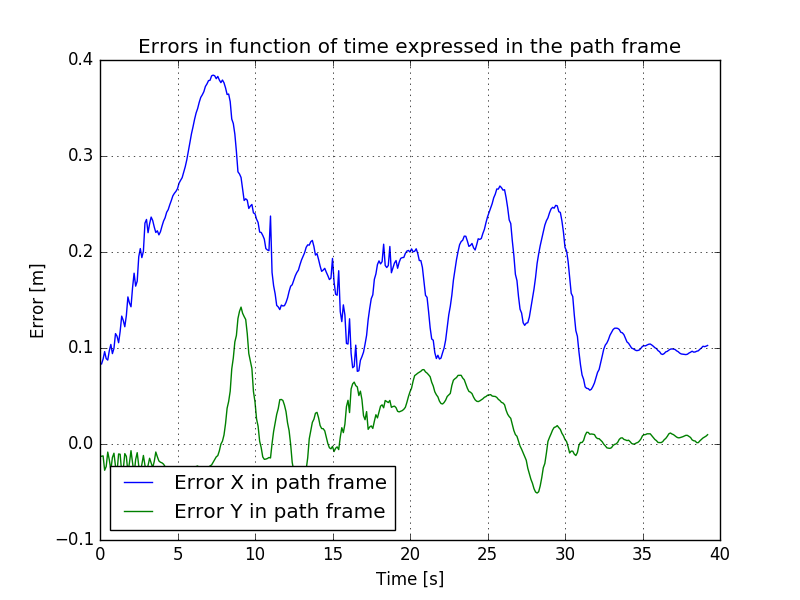 Errors in function of time expressed in the path frame
0.4
0.3
0.2
0.1
0.0
−0.1
Error [m]
Error X in path frame
Error Y in path frame
0 5 10 15 20 25 30 35 40
Time [s]